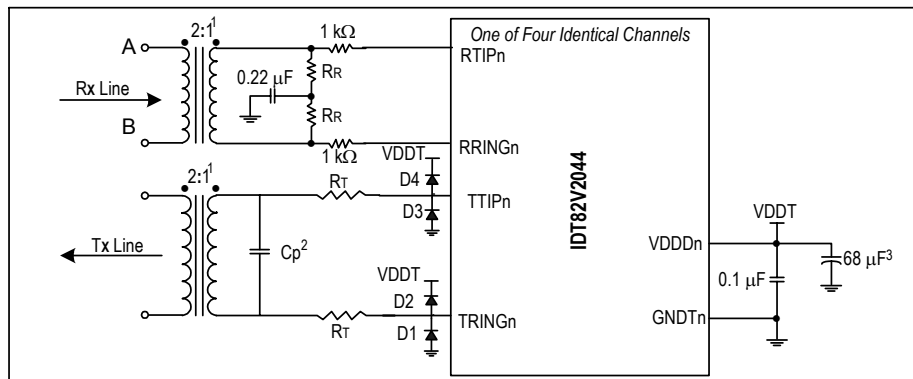 One of Four Identical Channels
2:1¹
1 kΩ
A
RTIPn
0.22 µF
RR
Rx Line
RR
B
1 kΩ
RRINGn
VDDT
2:1¹
RT
D4
TTIPn
D3
IDT82V2044
VDDT
VDDDn
Tx Line
Cp²
68 µF³
0.1 µF
VDDT
D2
GNDTn
TRINGn
RT
D1